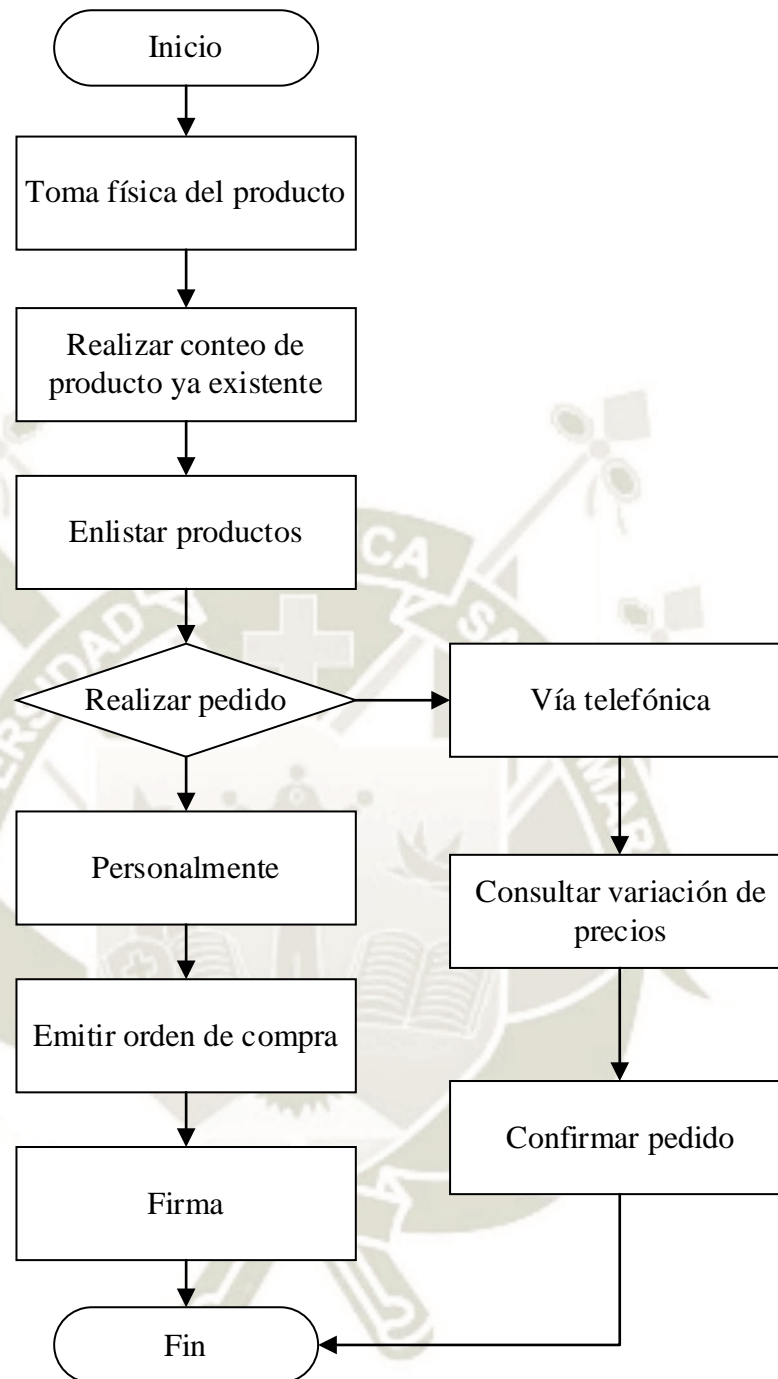 Inicio
Toma física del producto
Realizar conteo de
producto ya existente
Enlistar productos
Realizar pedido
Vía telefónica
Personalmente
Consultar variación de
precios
Emitir orden de compra
Confirmar pedido
Firma
Fin